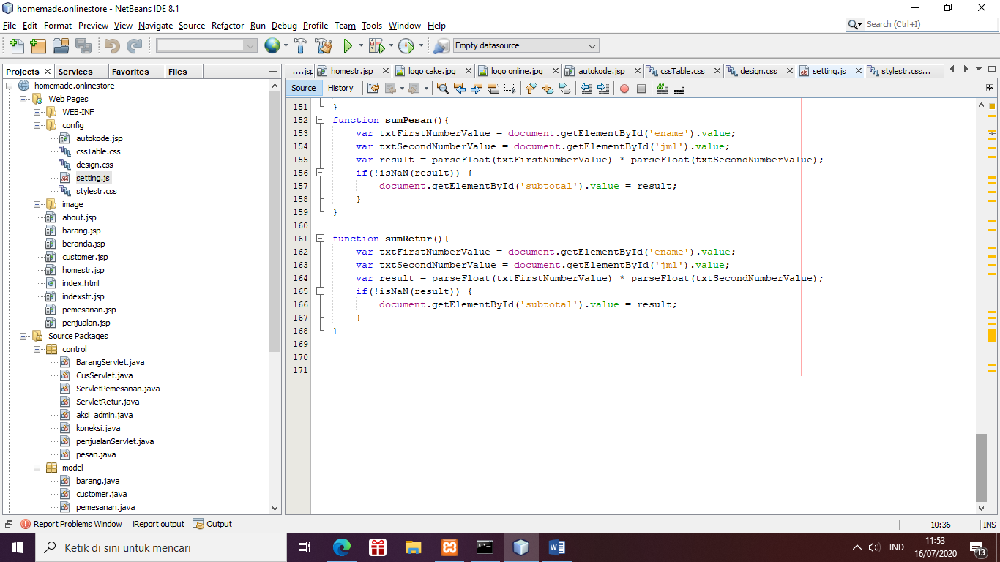 homemade.onlinestore - NetBeans IDE 8.1
File Edit Format Preview View Navigate Source Refactor Run Debug Profile Team Tools Window Help
Search (Ctrl+I)
Empty datasource
Projects Services Favorites Files
....jsp homestr.jsp logo cake.jpg logo online.jpg autokode.jsp cssTable.css design.css setting.js stylestr.css...
Source History
homemade.onlinestore
Web Pages
WEB-INF
config
autokode.jsp
cssTable.css
design.css
setting.js
stylestr.css
image
about.jsp
barang.jsp
beranda.jsp
customer.jsp
homestr.jsp
index.html
indexstr.jsp
pemesanan.jsp
penjualan.jsp
Source Packages
control
BarangServlet.java
CusServlet.java
ServletPemesanan.java
ServletRetur.java
aksi_admin.java
koneksi.java
penjualanServlet.java
pesan.java
model
barang.java
customer.java
pemesanan.java
151 }
152 function sumPesan(){
153 var txtFirstNumberValue = document.getElementById('ename').value;
154 var txtSecondNumberValue = document.getElementById('jml').value;
155 var result = parseFloat(txtFirstNumberValue) * parseFloat(txtSecondNumberValue);
156 if(!isNaN(result)) {
157 document.getElementById('subtotal').value = result;
158 }
159 }
160
161 function sumRetur(){
162 var txtFirstNumberValue = document.getElementById('ename').value;
163 var txtSecondNumberValue = document.getElementById('jml').value;
164 var result = parseFloat(txtFirstNumberValue) * parseFloat(txtSecondNumberValue);
165 if(!isNaN(result)) {
166 document.getElementById('subtotal').value = result;
167 }
168 }
169
170
171
Report Problems Window iReport output Output
10:36 INS
Ketik di sini untuk mencari
IND
11:53
16/07/2020
13